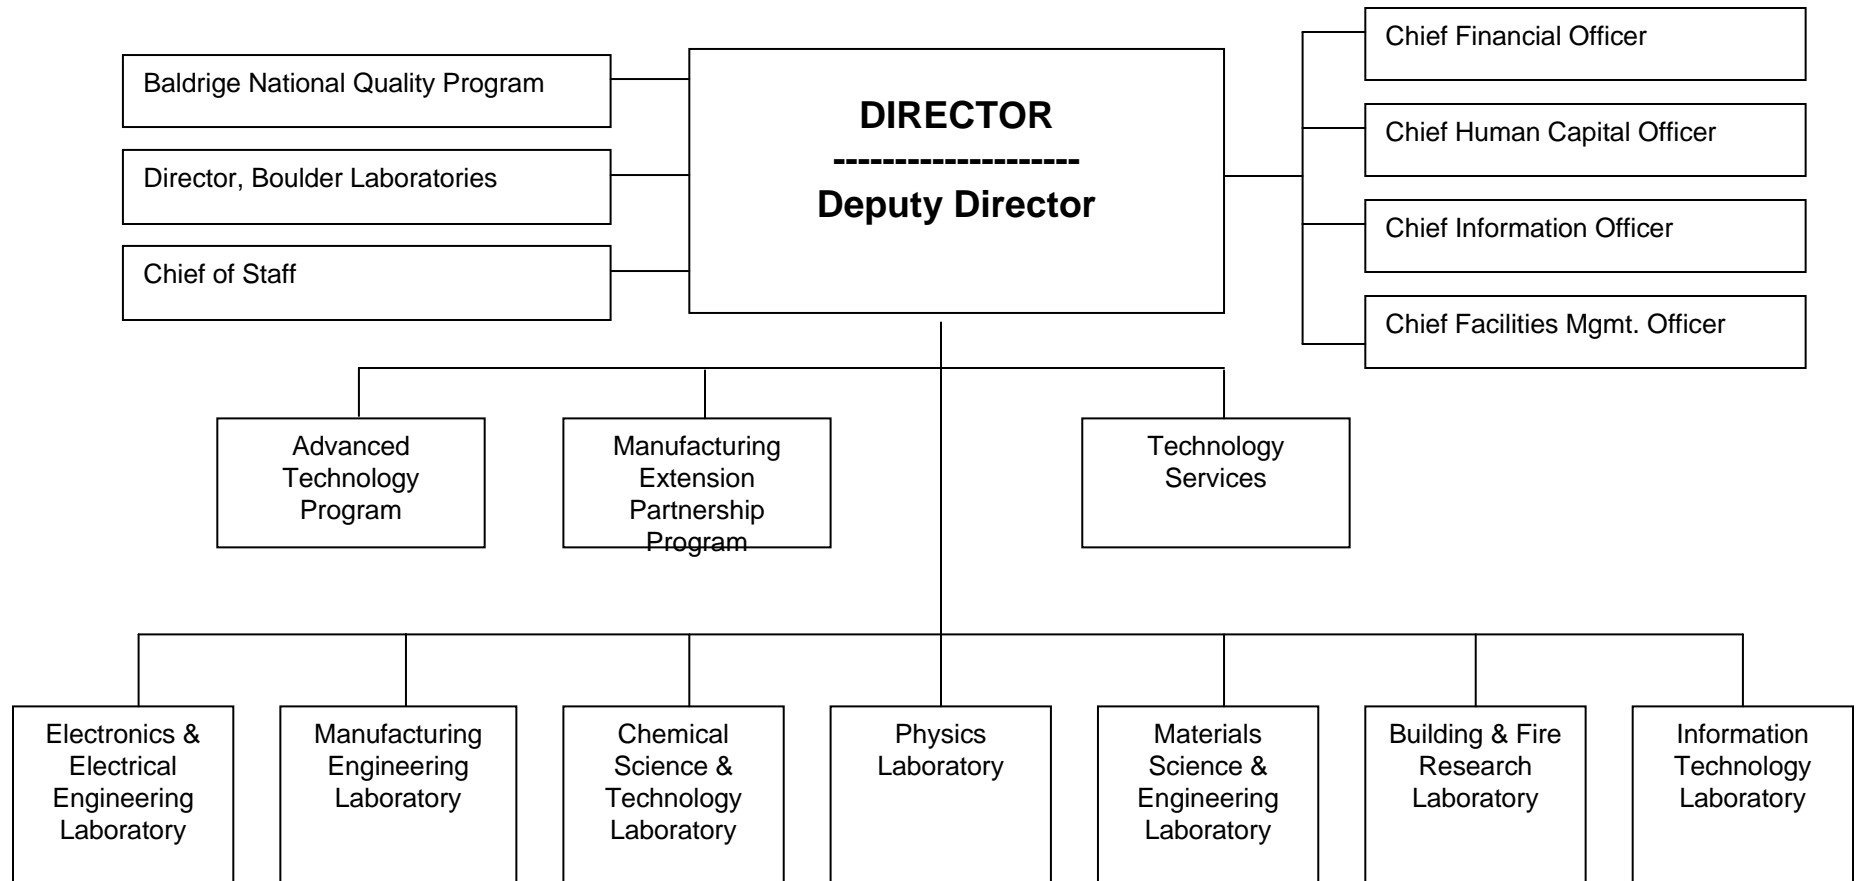 Baldrige National Quality Program
Director, Boulder Laboratories
Chief of Staff
DIRECTOR
--------------------
Deputy Director
Chief Financial Officer
Chief Human Capital Officer
Chief Information Officer
Chief Facilities Mgmt. Officer
Advanced
Technology
Program
Manufacturing
Extension
Partnership
Program
Technology
Services
Electronics &
Electrical
Engineering
Laboratory
Manufacturing
Engineering
Laboratory
Chemical
Science &
Technology
Laboratory
Physics
Laboratory
Materials
Science &
Engineering
Laboratory
Building & Fire
Research
Laboratory
Information
Technology
Laboratory